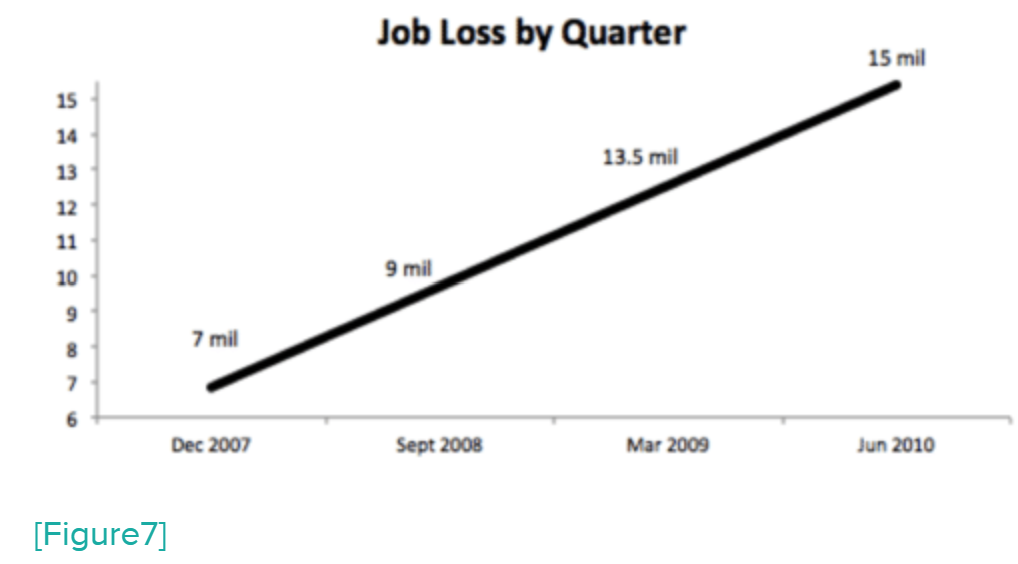 Job Loss by Quarter
15 mil
15
14
13.5 mil
13
12
11
10
9 mil
9
8
7 mil
7
6
Dec 2007 Sept 2008 Mar 2009 Jun 2010
[Figure7]